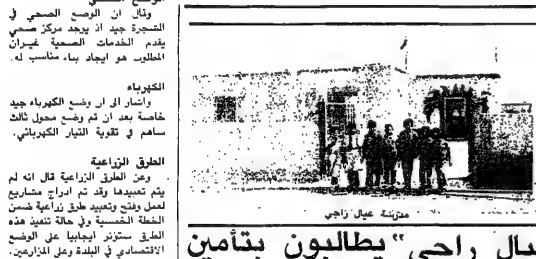 الوضع الصحي
وقال ان الوضع الصحي في
الشجرة جيد اذ يوجد مركز صحي
يقدم الخدمات الصحية غيران
المطلوب هو ايجاد بناء مناسب له.
الكهرباء
واشار الى ان وضع الكهرباء جيد
خاصة بعد ان تم وضع محول ثالث
ساهم في تقوية التيار الكهربائي.
الطرق الزراعية
وعن الطرق الزراعية قال انه لم
يتم تعبيدها وقد تم ادراج مشاريع
لعمل وفتح وتعبيد طرق زراعية ضمن
الخطة الخمسية وفي حالة تنفيذ هذه
الطرق ستؤثر ايجابيا على الوضع
الاقتصادي في البلدة وعلى المزارعين.
مدرسة عيال راجي
يال راجي" يطالبون بتأمين